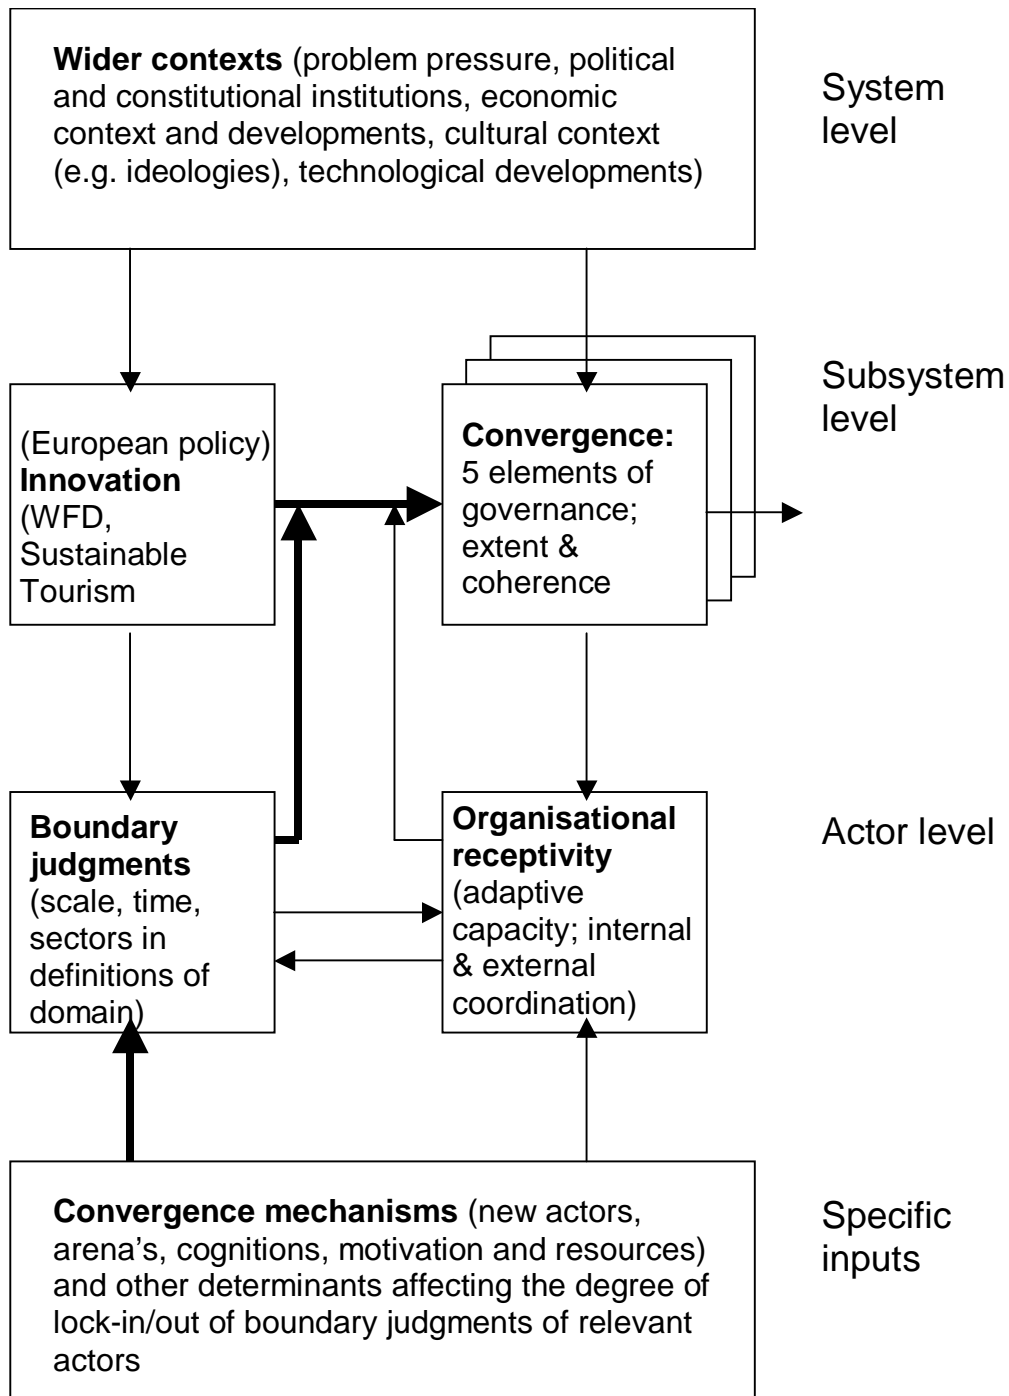 Wider contexts (problem pressure, political
and constitutional institutions, economic
context and developments, cultural context
(e.g. ideologies), technological developments)
System
level
(European policy)
Innovation
(WFD,
Sustainable
Tourism
Convergence:
5 elements of
governance;
extent &
coherence
Subsystem
level
Boundary
judgments
(scale, time,
sectors in
definitions of
domain)
Organisational
receptivity
(adaptive
capacity; internal
& external
coordination)
Actor level
Convergence mechanisms (new actors,
arena's, cognitions, motivation and resources)
and other determinants affecting the degree of
lock-in/out of boundary judgments of relevant
actors
Specific
inputs